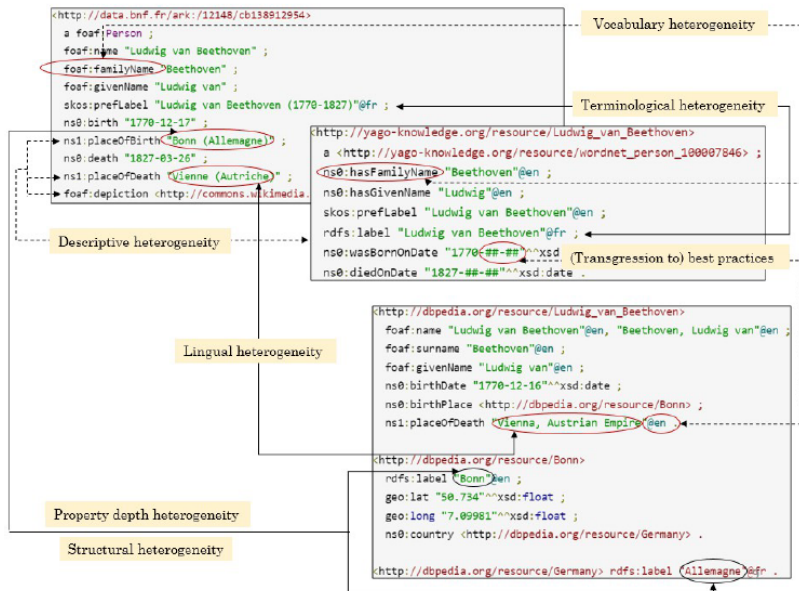 <http://data.bnf.fr/ark:/12148/cb138912954>
a foaf:Person ;
foaf:name "Ludwig van Beethoven" ;
foaf:familyName "Beethoven" ;
foaf:givenName "Ludwig van" ;
skos:prefLabel "Ludwig van Beethoven (1770-1827)"@fr ;
ns0:birth "1770-12-17" ;
ns1:placeOfBirth "Bonn (Allemagne)" ;
ns0:death "1827-03-26" ;
ns1:placeOfDeath "Vienne (Autriche)" ;
foaf:depiction <http://commons.wikimedia.
Vocabulary heterogeneity
Terminological heterogeneity
<http://yago-knowledge.org/resource/Ludwig_van_Beethoven>
a <http://yago-knowledge.org/resource/wordnet_person_100007846> ;
ns0:hasFamilyName "Beethoven"@en ;
ns0:hasGivenName "Ludwig"@en ;
skos:prefLabel "Ludwig van Beethoven"@en ;
rdfs:label "Ludwig van Beethoven"@fr ;
ns0:wasBornOnDate "1770-##-##"^^xsd
ns0:diedOnDate "1827-##-##"^^xsd:date .
Descriptive heterogeneity
(Transgression to) best practices
Lingual heterogeneity
<http://dbpedia.org/resource/Ludwig_van_Beethoven>
foaf:name "Ludwig van Beethoven"@en, "Beethoven, Ludwig van"@en ;
foaf:surname "Beethoven"@en ;
foaf:givenName "Ludwig van"@en ;
ns0:birthDate "1770-12-16"^^xsd:date ;
ns0:birthPlace <http://dbpedia.org/resource/Bonn> ;
ns1:placeOfDeath "Vienna, Austrian Empire"@en .
<http://dbpedia.org/resource/Bonn>
rdfs:label "Bonn"@en ;
geo:lat "50.734"^^xsd:float ;
geo:long "7.09981"^^xsd:float ;
ns0:country <http://dbpedia.org/resource/Germany> .
<http://dbpedia.org/resource/Germany> rdfs:label "Allemagne"@fr .
Property depth heterogeneity
Structural heterogeneity